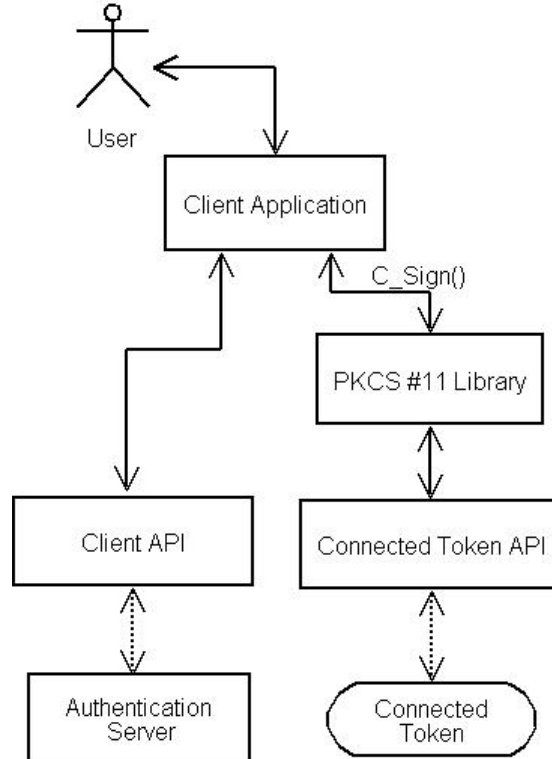 User
Client Application
C_Sign()
PKCS #11 Library
Client API
Connected Token API
Authentication
Server
Connected
Token